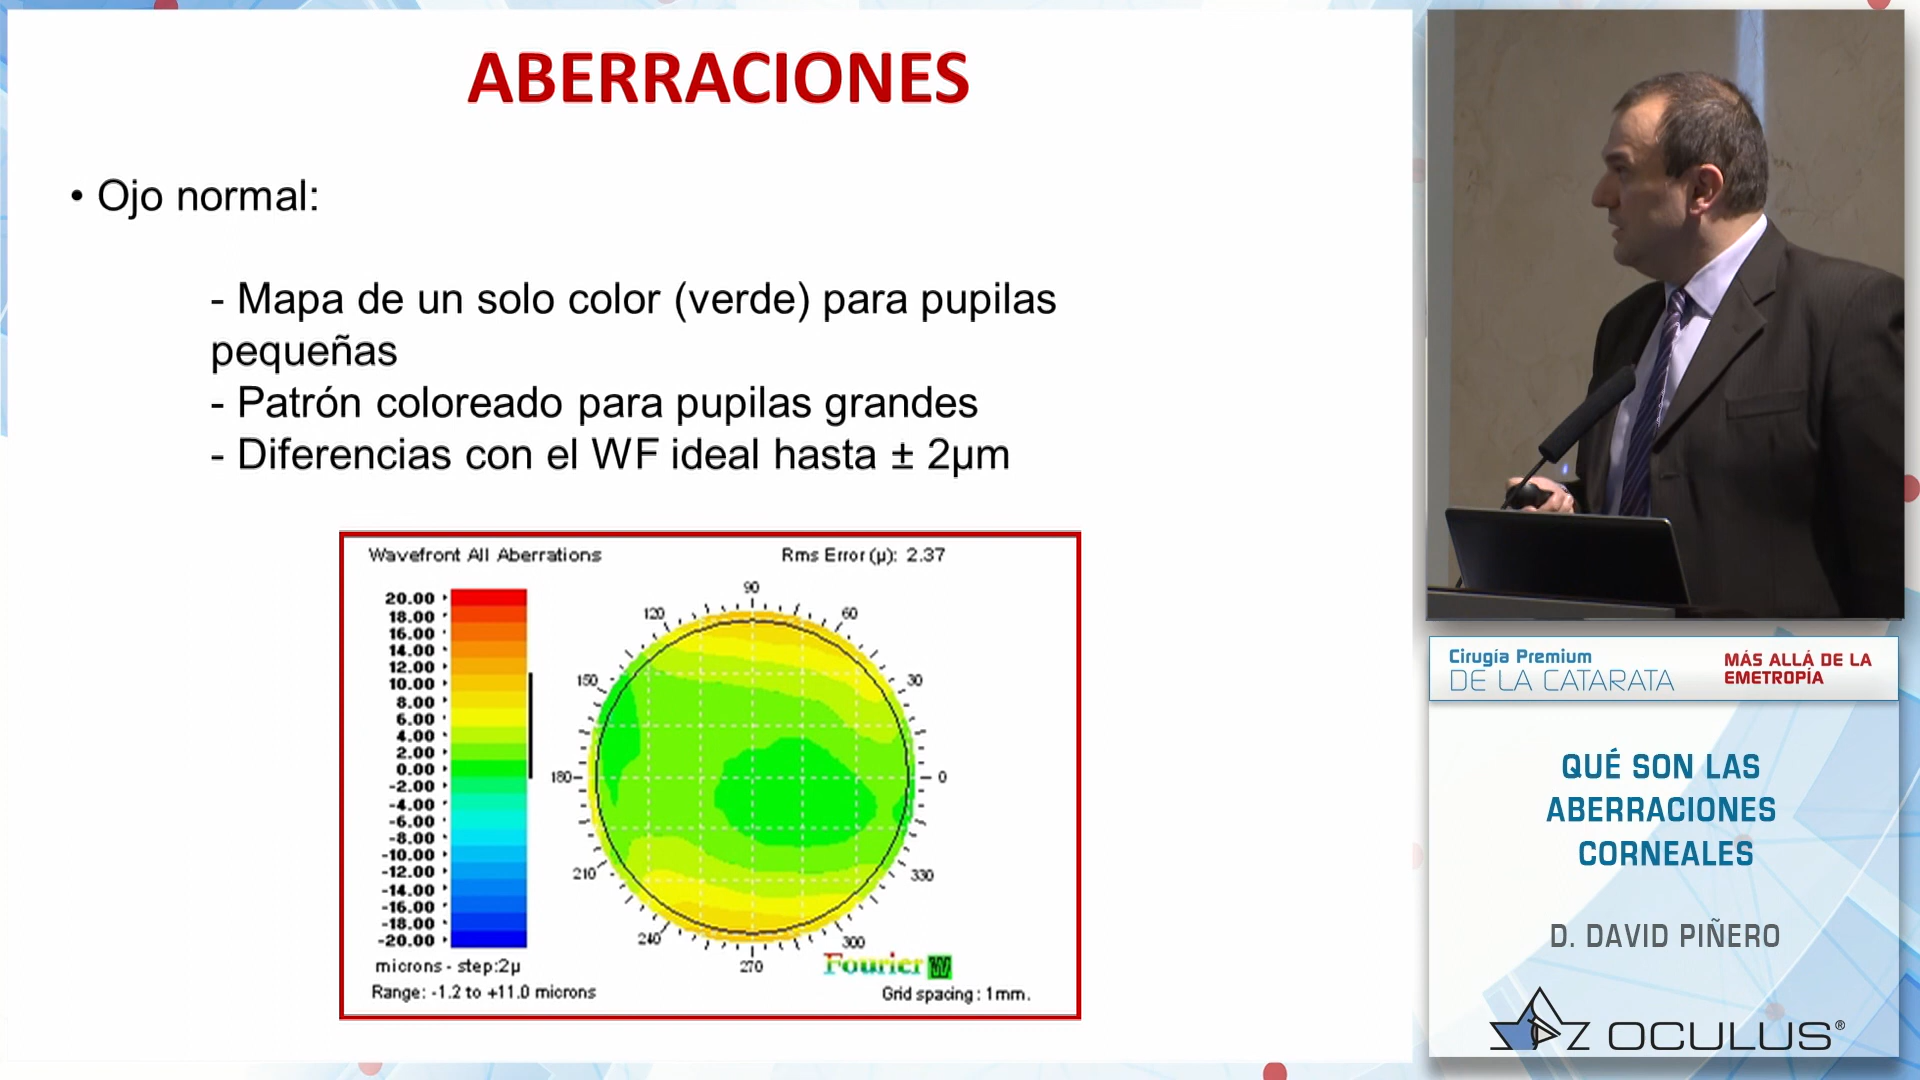 ABERRACIONES
• Ojo normal:
- Mapa de un solo color (verde) para pupilas
pequeñas
- Patrón coloreado para pupilas grandes
- Diferencias con el WF ideal hasta ± 2µm
Wavefront All Aberrations
Rms Error (µ): 2.37
20.00
18.00
16.00
14.00
12.00
10.00
8.00
6.00
4.00
2.00
0.00
-2.00
-4.00
-6.00
-8.00
-10.00
-12.00
-14.00
-16.00
-18.00
-20.00
microns - step:2µ
Range: -1.2 to +11.0 microns
90
120
60
150
30
180
0
210
330
240
300
270
Fourier W
Grid spacing : 1mm.
Cirugía Premium
DE LA CATARATA
MÁS ALLÁ DE LA
EMETROPÍA
QUÉ SON LAS
ABERRACIONES
CORNEALES
D. DAVID PIÑERO
OCULUS®